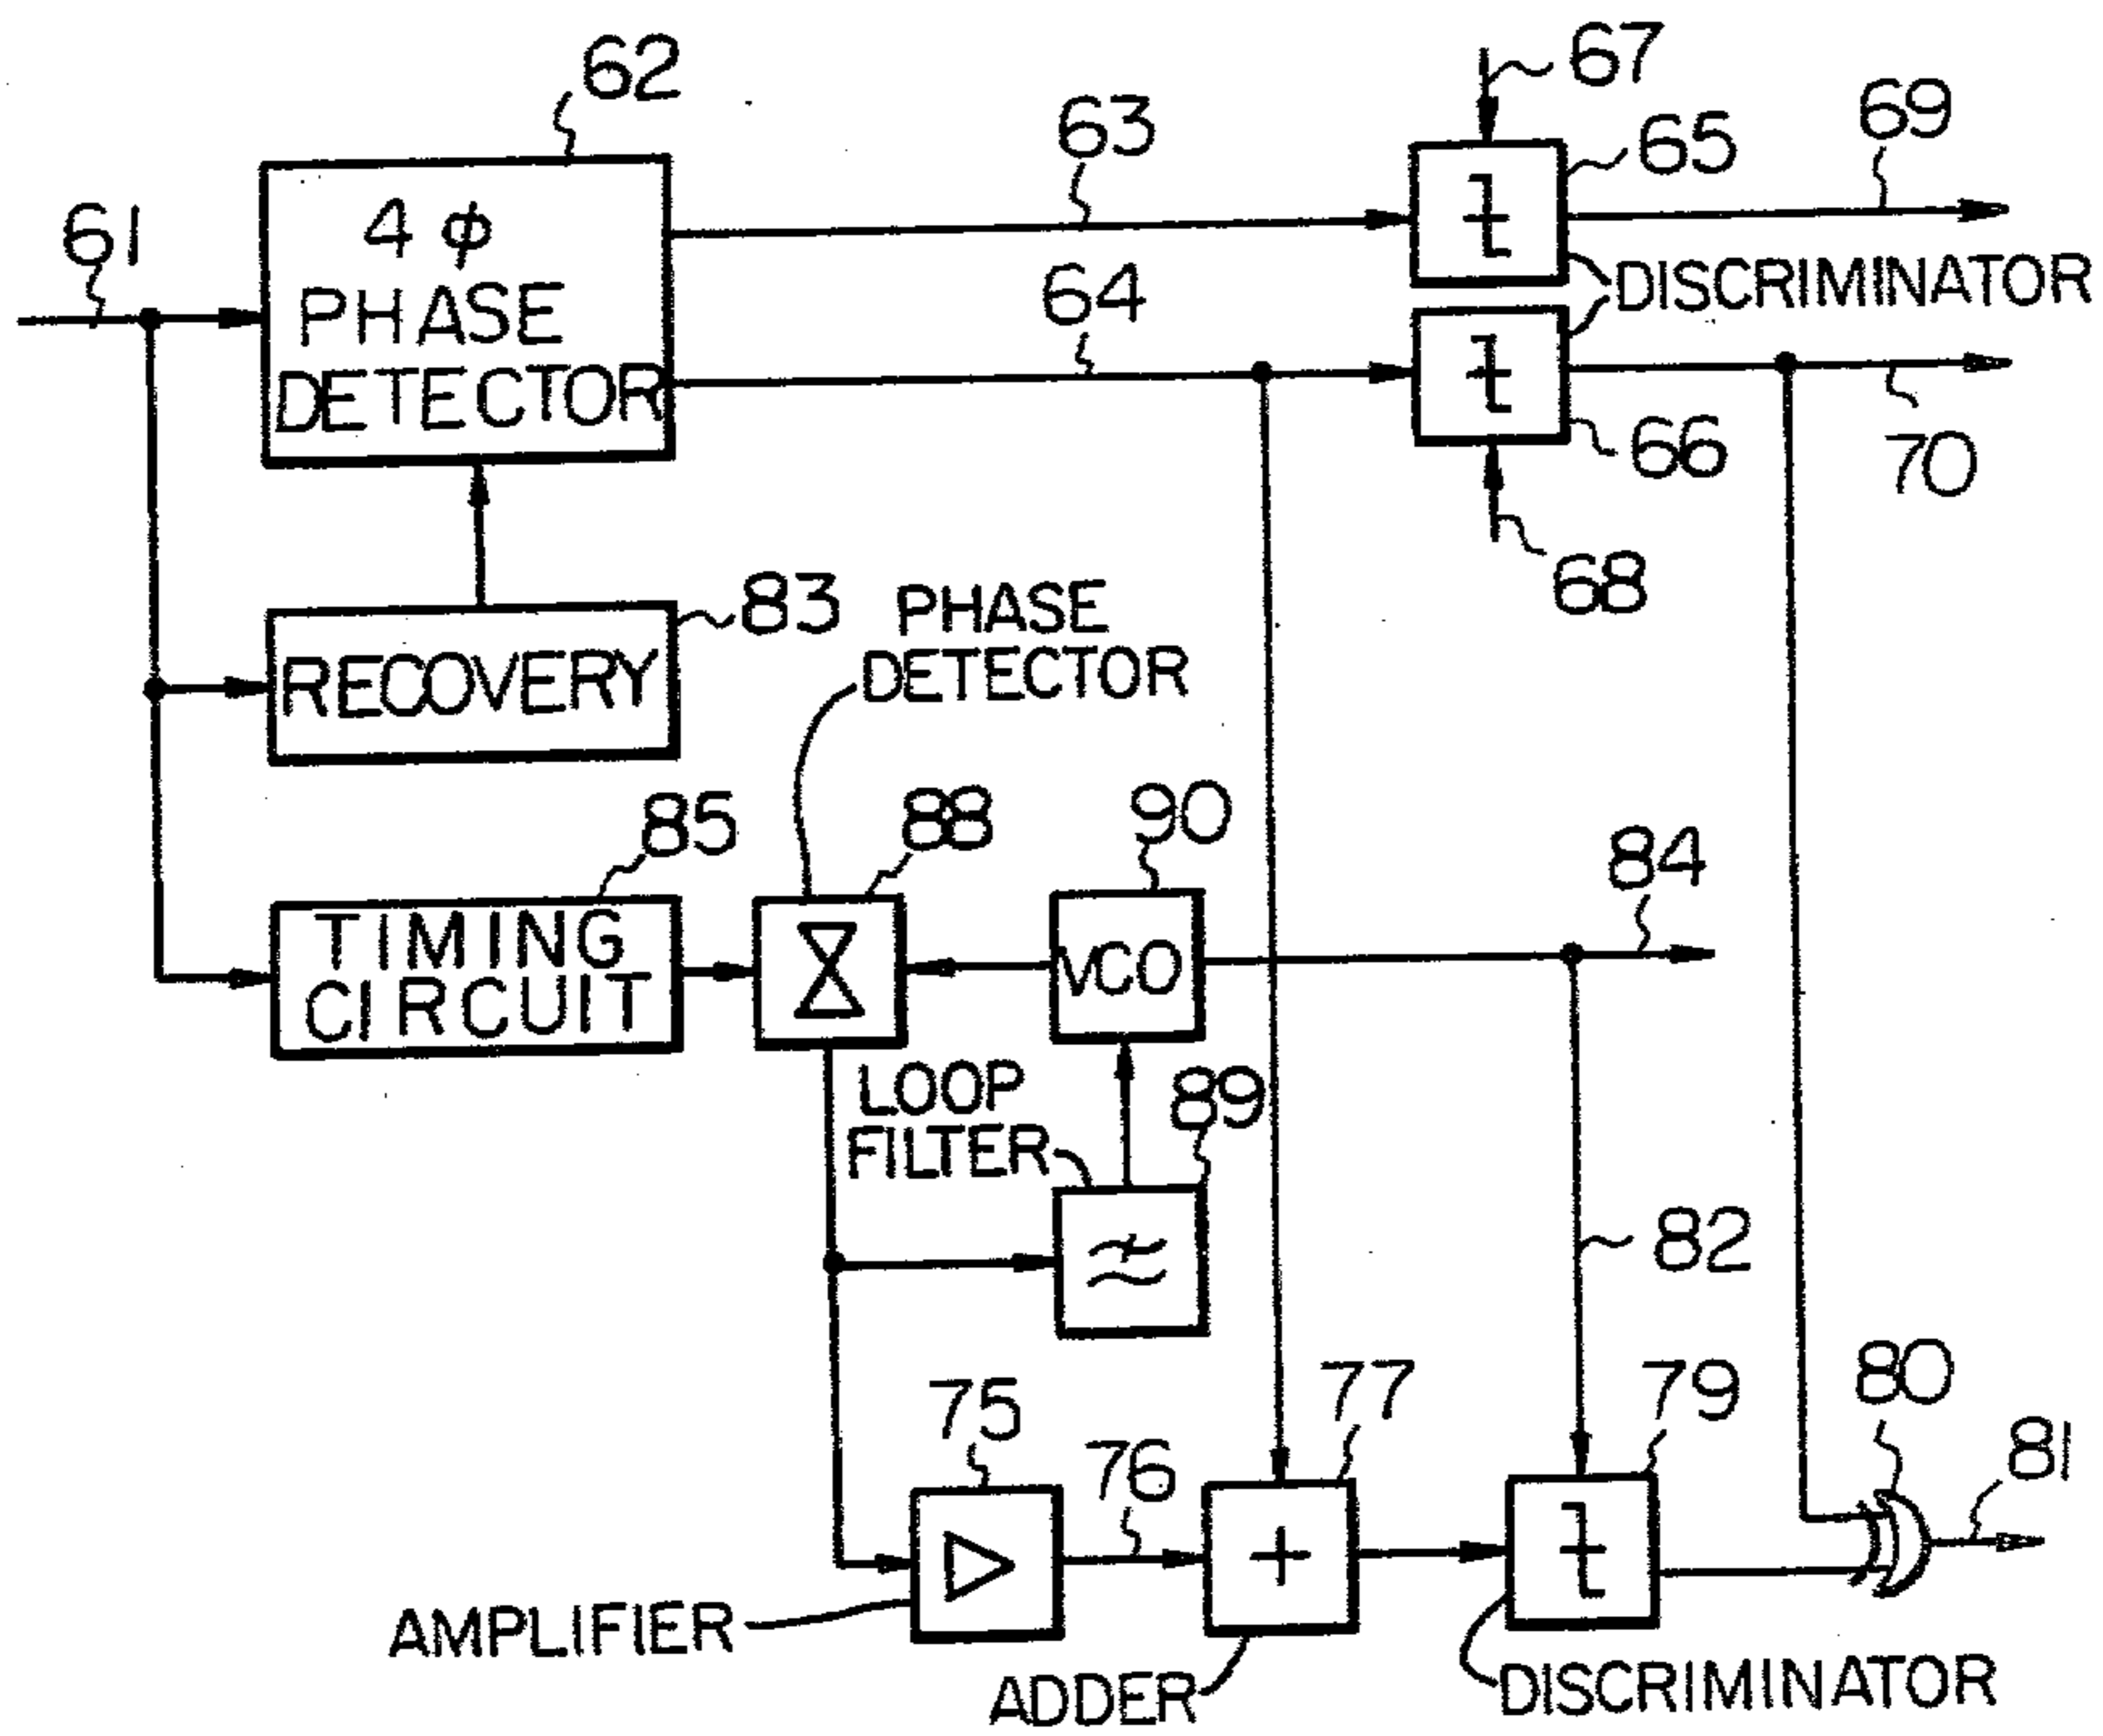 62
67
63
69
65
61
4 φ
PHASE
DETECTOR
64
DISCRIMINATOR
66
70
68
83
PHASE
DETECTOR
RECOVERY
85
88
90
84
TIMING
CIRCUIT
VCO
LOOP
FILTER
89
82
75
76
77
79
80
81
+
AMPLIFIER
ADDER
DISCRIMINATOR